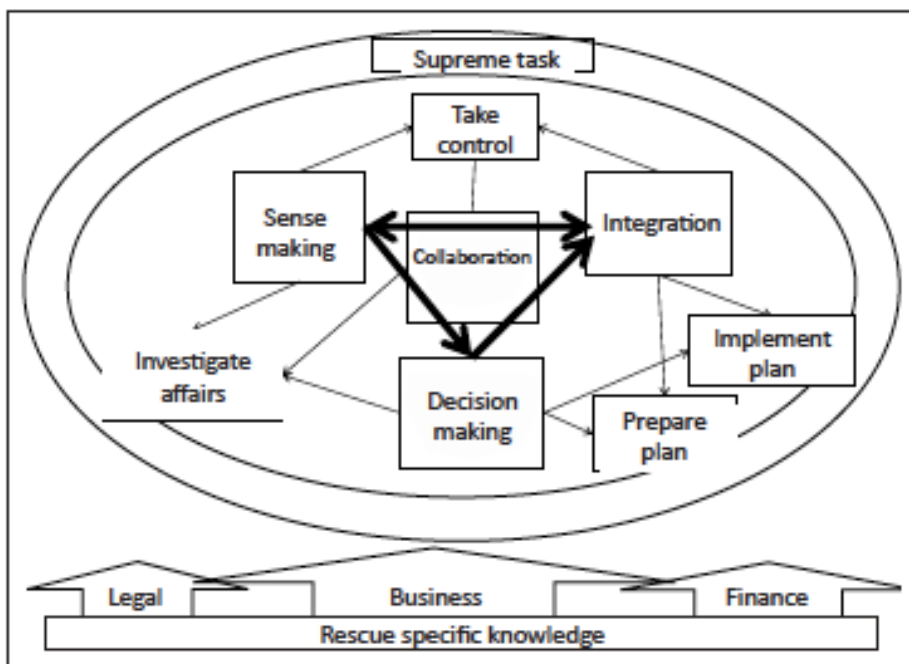 Supreme task
Take
control
Sense
making
Collaboration
Integration
Investigate
affairs
Decision
making
Implement
plan
Prepare
plan
Legal
Business
Finance
Rescue specific knowledge